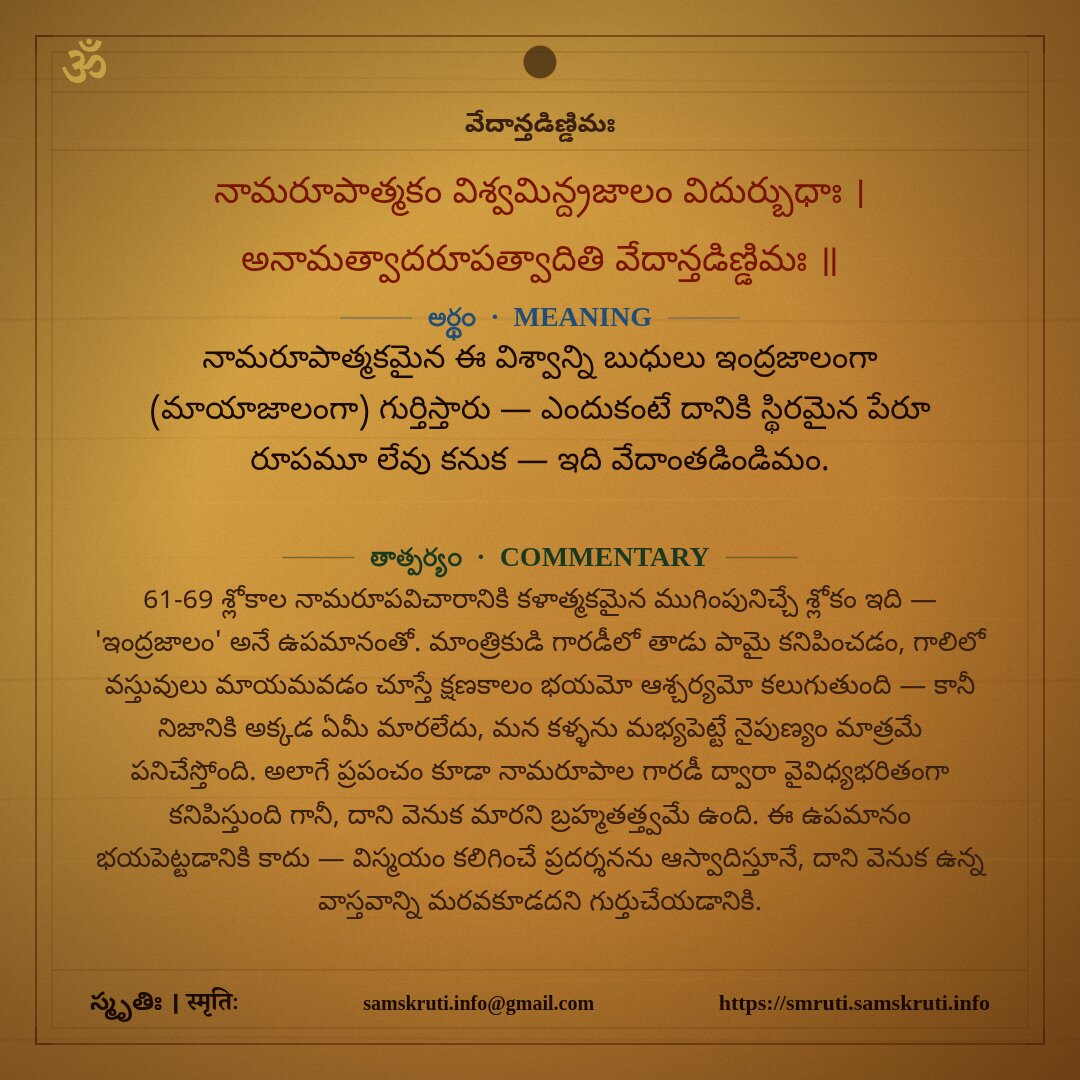 ॐ
వేదాన్తడిణ్డిమః
నామరూపాత్మకం విశ్వమిన్ద్రజాలం విదుర్బుధాః |
అనామత్వాదరూపత్వాదితి వేదాన్తడిణ్డిమః ||
అర్థం · MEANING
నామరూపాత్మకమైన ఈ విశ్వాన్ని బుధులు ఇంద్రజాలంగా
(మాయాజాలంగా) గుర్తిస్తారు — ఎందుకంటే దానికి స్థిరమైన పేరూ
రూపమూ లేవు కనుక — ఇది వేదాంతడిండిమం.
తాత్పర్యం · COMMENTARY
61-69 శ్లోకాల నామరూపవిచారానికి కళాత్మకమైన ముగింపునిచ్చే శ్లోకం ఇది —
'ఇంద్రజాలం' అనే ఉపమానంతో. మాంత్రికుడి గారడీలో తాడు పామై కనిపించడం, గాలిలో
వస్తువులు మాయమవడం చూస్తే క్షణకాలం భయమో ఆశ్చర్యమో కలుగుతుంది — కానీ
నిజానికి అక్కడ ఏమీ మారలేదు, మన కళ్ళను మభ్యపెట్టే నైపుణ్యం మాత్రమే
పనిచేస్తోంది. అలాగే ప్రపంచం కూడా నామరూపాల గారడీ ద్వారా వైవిధ్యభరితంగా
కనిపిస్తుంది గానీ, దాని వెనుక మారని బ్రహ్మతత్త్వమే ఉంది. ఈ ఉపమానం
భయపెట్టడానికి కాదు — విస్మయం కలిగించే ప్రదర్శనను ఆస్వాదిస్తూనే, దాని వెనుక ఉన్న
వాస్తవాన్ని మరవకూడదని గుర్తుచేయడానికి.
స్మృతిః | स्मृतिः samskruti.info@gmail.com https://smruti.samskruti.info